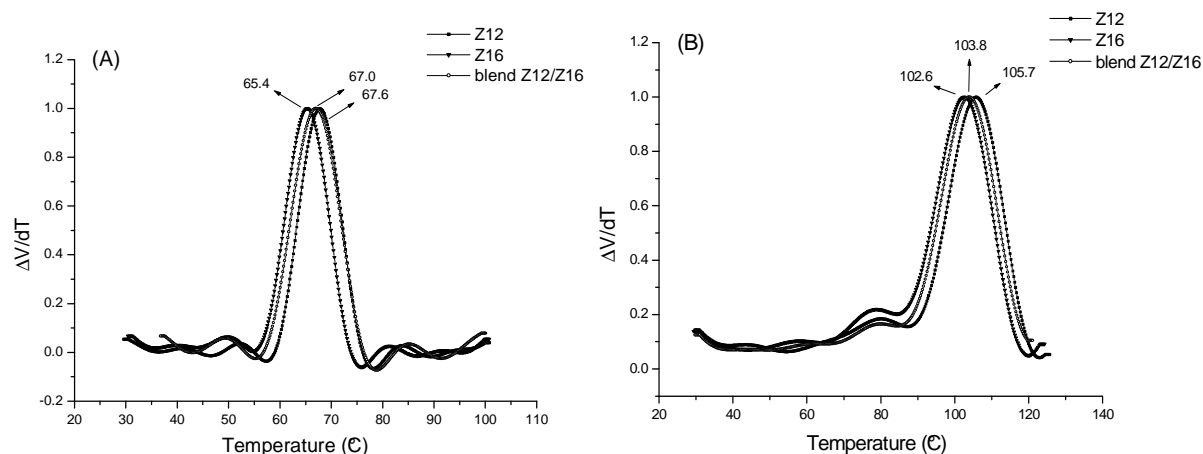 (A)
Z12
Z16
blend Z12/Z16
65.4
67.0
67.6
1.2
1.0
0.8
0.6
0.4
0.2
0.0
-0.2
ΔV/dT
20 30 40 50 60 70 80 90 100 110
Temperature (℃)
(B)
Z12
Z16
blend Z12/Z16
102.6
103.8
105.7
1.2
1.0
0.8
0.6
0.4
0.2
0.0
ΔV/dT
20 40 60 80 100 120 140
Temperature (℃)